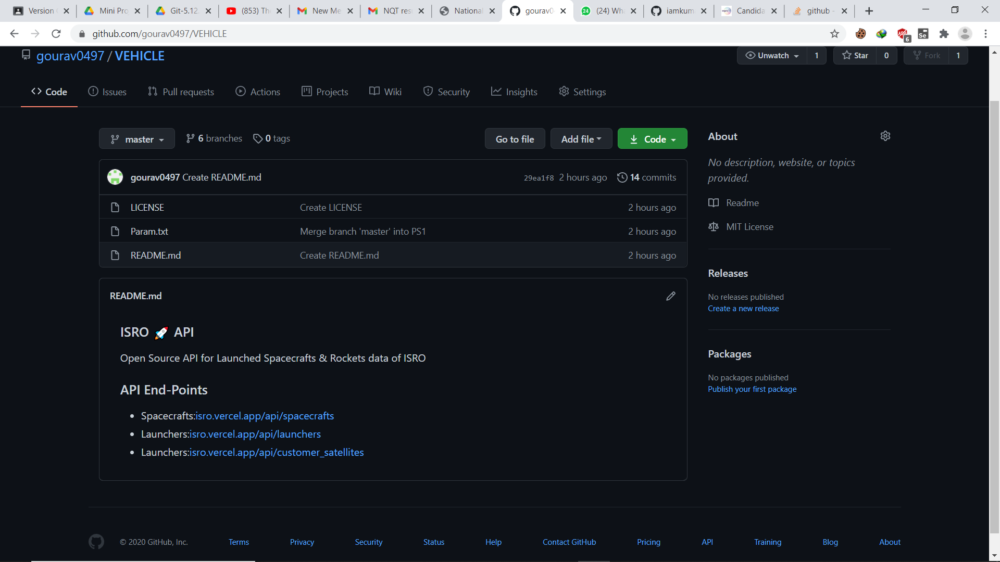 Version
Mini Pro
Git-5.12
(853) Th
New Me
NQT res
National
gourav0
(24) Wh
iamkum
Candida
github -
github.com/gourav0497/VEHICLE
6
Se
gourav0497 / VEHICLE
Unwatch 1
Star 0
Fork 1
Code
Issues
Pull requests
Actions
Projects
Wiki
Security
Insights
Settings
master
6 branches
0 tags
Go to file
Add file
Code
About
No description, website, or topics
provided.
gourav0497 Create README.md
29ea1f8 2 hours ago
14 commits
LICENSE Create LICENSE 2 hours ago
Param.txt Merge branch 'master' into PS1 2 hours ago
README.md Create README.md 2 hours ago
Readme
MIT License
Releases
No releases published
Create a new release
Packages
No packages published
Publish your first package
README.md
ISRO 🚀 API
Open Source API for Launched Spacecrafts & Rockets data of ISRO
API End-Points
• Spacecrafts:isro.vercel.app/api/spacecrafts
• Launchers:isro.vercel.app/api/launchers
• Launchers:isro.vercel.app/api/customer_satellites
© 2020 GitHub, Inc.
Terms
Privacy
Security
Status
Help
Contact GitHub
Pricing
API
Training
Blog
About